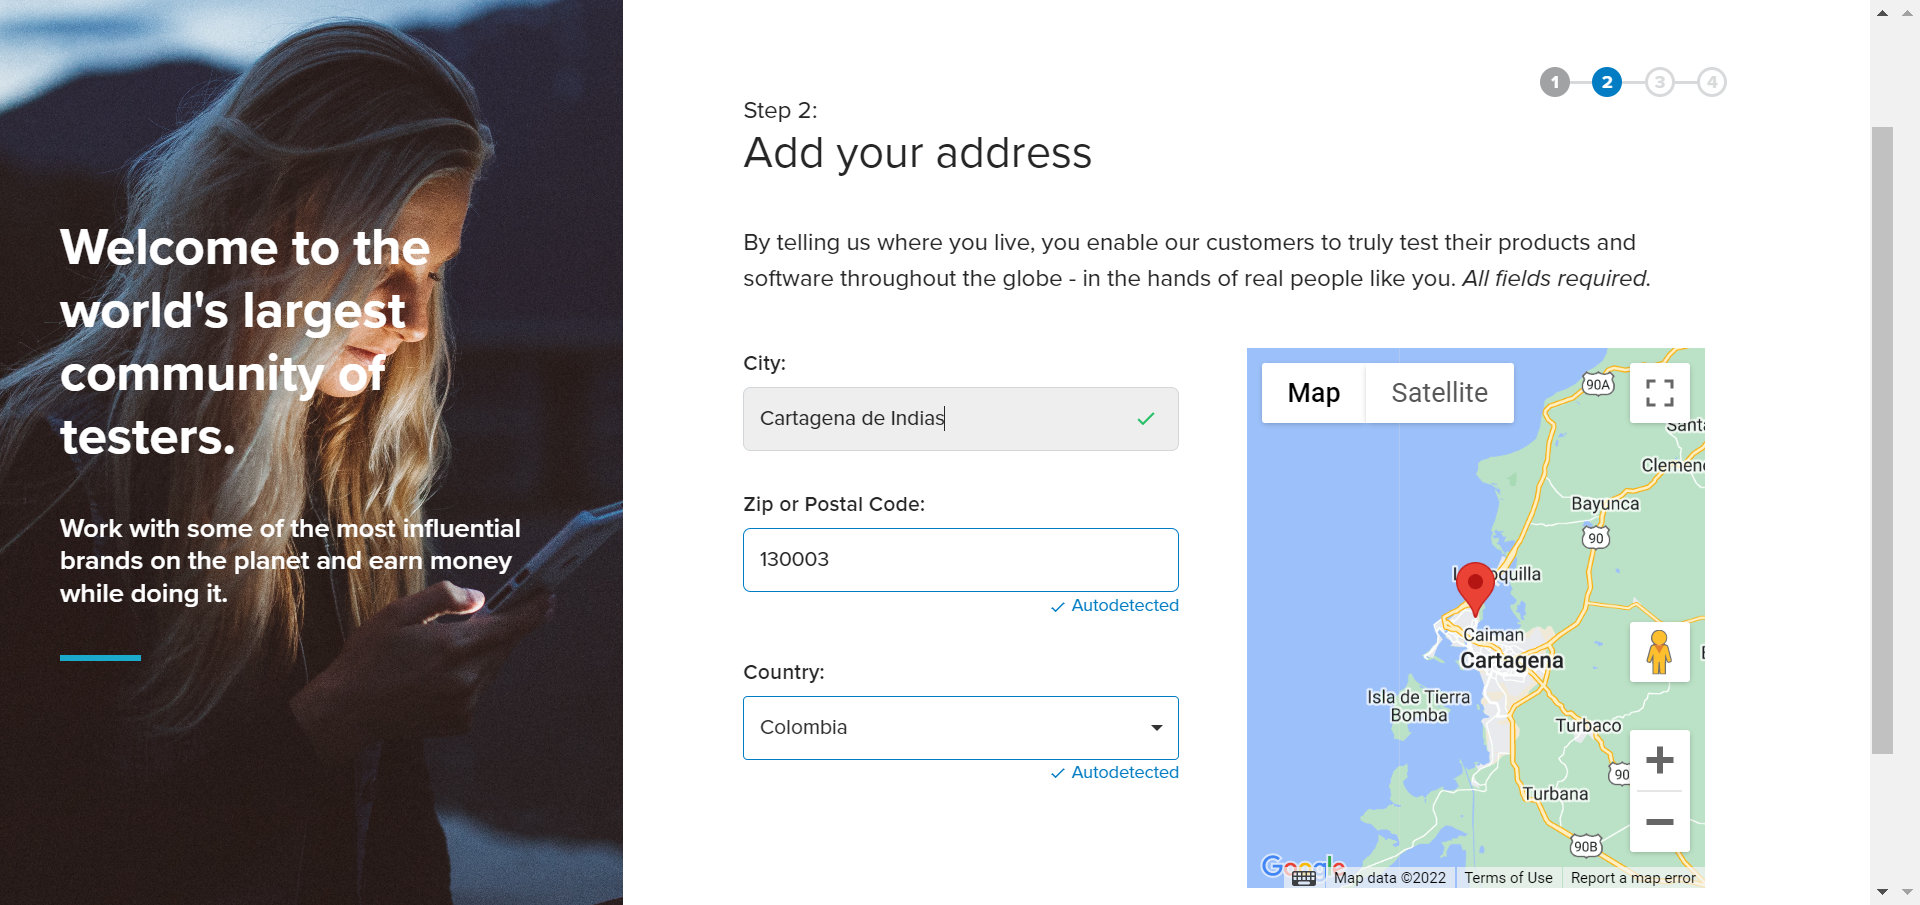 Welcome to the
world's largest
community of
testers.
Work with some of the most influential
brands on the planet and earn money
while doing it.
1 2 3 4
Step 2:
Add your address
By telling us where you live, you enable our customers to truly test their products and
software throughout the globe - in the hands of real people like you. All fields required.
City:
Cartagena de Indias
Zip or Postal Code:
130003
Autodetected
Country:
Colombia
Autodetected
Map Satellite
90A
Clemen
Bayunca
90
oquilla
Caiman
Cartagena
Isla de Tierra
Bomba
Turbaco
90
Turbana
90B
Google
Map data ©2022 Terms of Use Report a map error